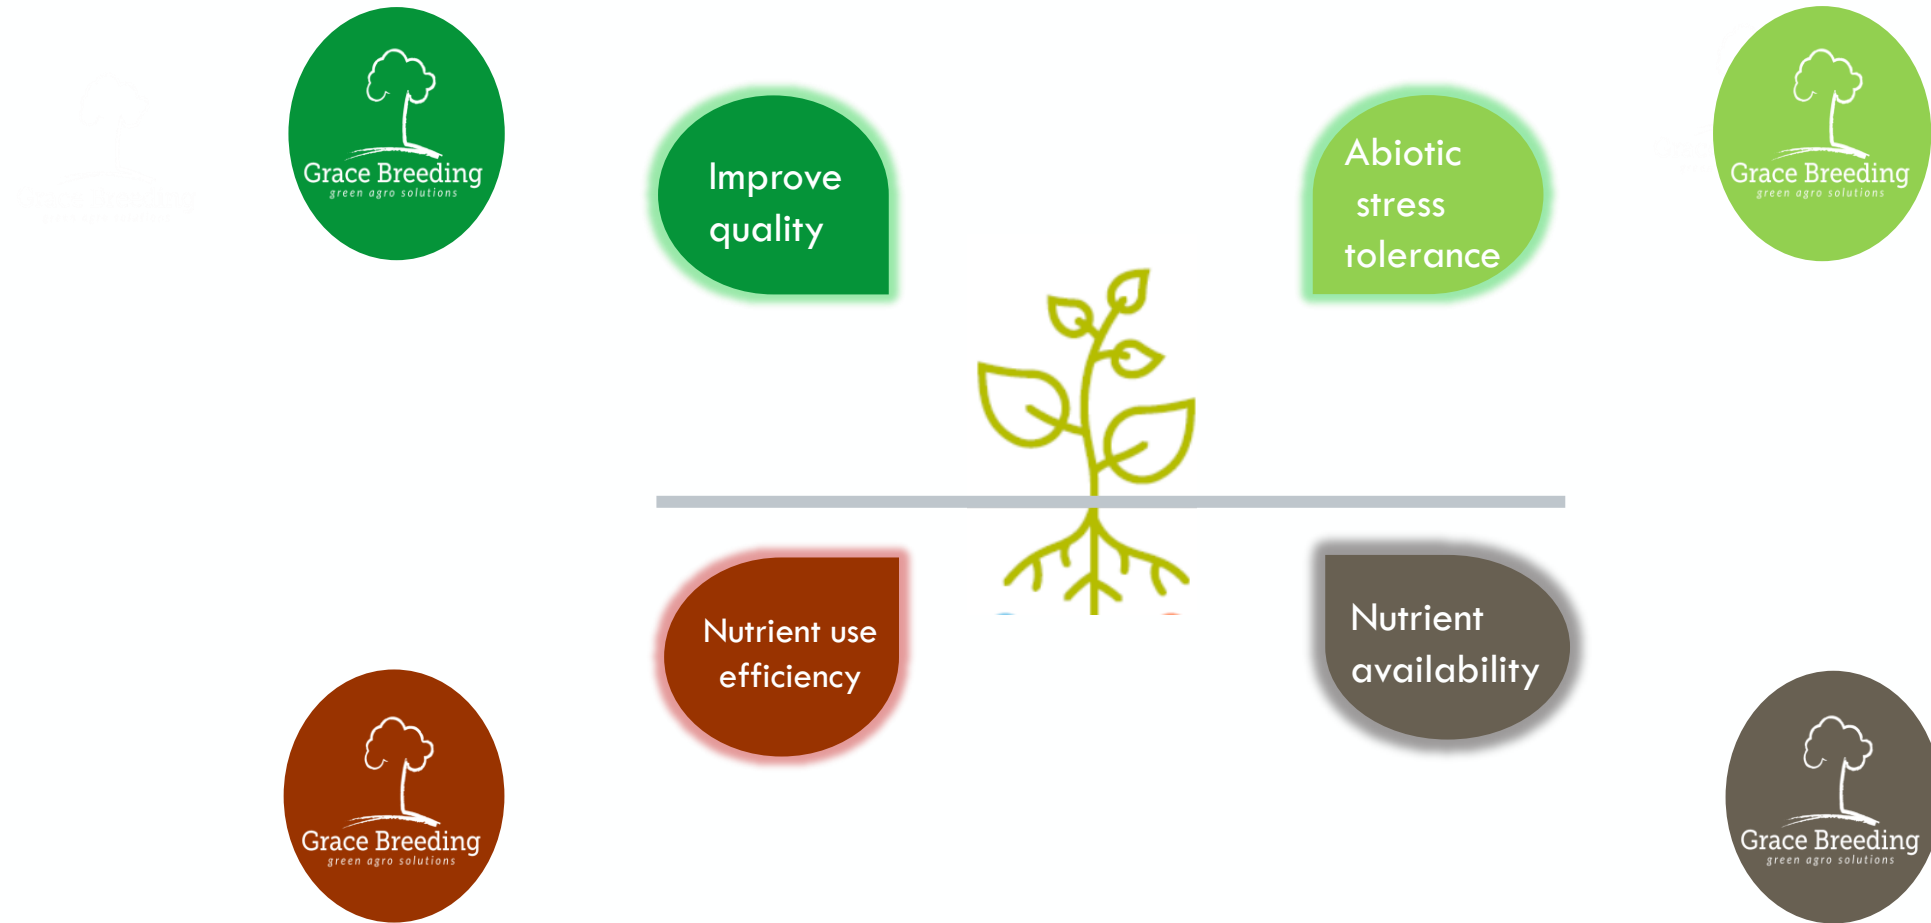 Grace Breeding
green agro solutions
Improve
quality
Abiotic
stress
tolerance
Grace Breeding
green agro solutions
Nutrient use
efficiency
Nutrient
availability
Grace Breeding
green agro solutions
Grace Breeding
green agro solutions